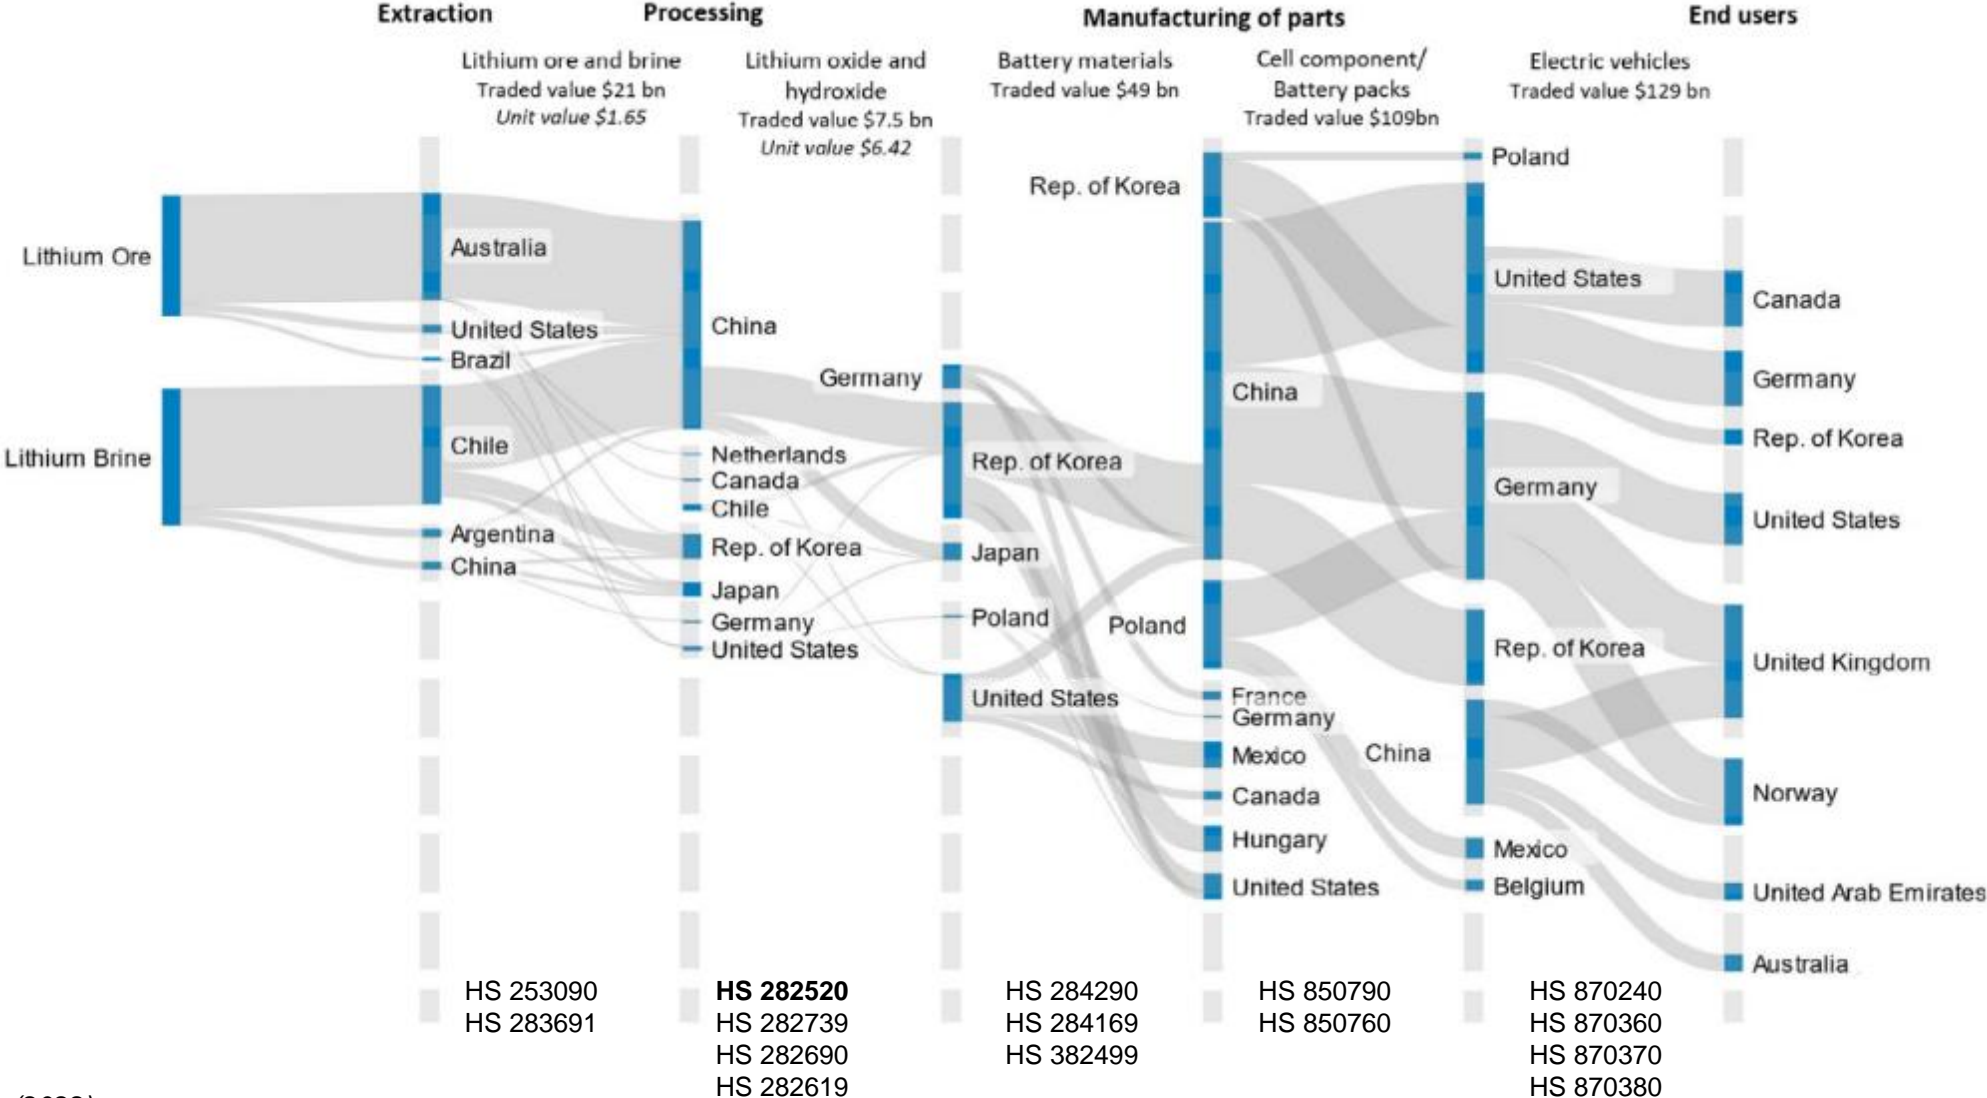 Extraction
Processing
Manufacturing of parts
End users
Lithium ore and brine
Traded value $21 bn
Unit value $1.65
Lithium oxide and
hydroxide
Traded value $7.5 bn
Unit value $6.42
Battery materials
Traded value $49 bn
Cell component/
Battery packs
Traded value $109bn
Electric vehicles
Traded value $129 bn
Lithium Ore
Lithium Brine
Australia
United States
Brazil
Chile
Argentina
China
China
Netherlands
Canada
Chile
Rep. of Korea
Japan
Germany
United States
Germany
Rep. of Korea
Japan
Poland
United States
Rep. of Korea
China
Poland
France
Germany
Mexico
Canada
Hungary
United States
Poland
United States
Germany
Rep. of Korea
China
Mexico
Belgium
Canada
Germany
Rep. of Korea
United States
United Kingdom
Norway
United Arab Emirates
Australia
HS 253090
HS 283691
HS 282520
HS 282739
HS 282690
HS 282619
HS 284290
HS 284169
HS 382499
HS 850790
HS 850760
HS 870240
HS 870360
HS 870370
HS 870380